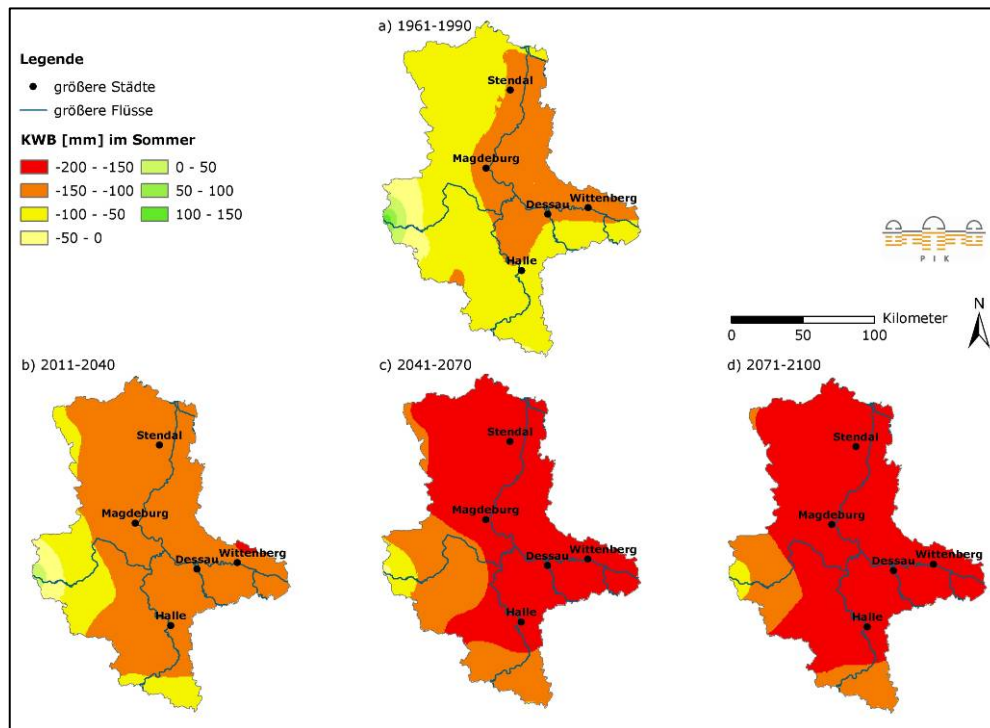 a) 1961-1990
Legende
größere Städte
größere Flüsse
KWB [mm] im Sommer
-200 - -150
0 - 50
-150 - -100
50 - 100
-100 - -50
100 - 150
-50 - 0
Stendal
Magdeburg
Dessau
Wittenberg
Halle
P I K
N
Kilometer
0 50 100
b) 2011-2040
Stendal
Magdeburg
Dessau
Wittenberg
Halle
c) 2041-2070
Stendal
Magdeburg
Dessau
Wittenberg
Halle
d) 2071-2100
Stendal
Magdeburg
Dessau
Wittenberg
Halle